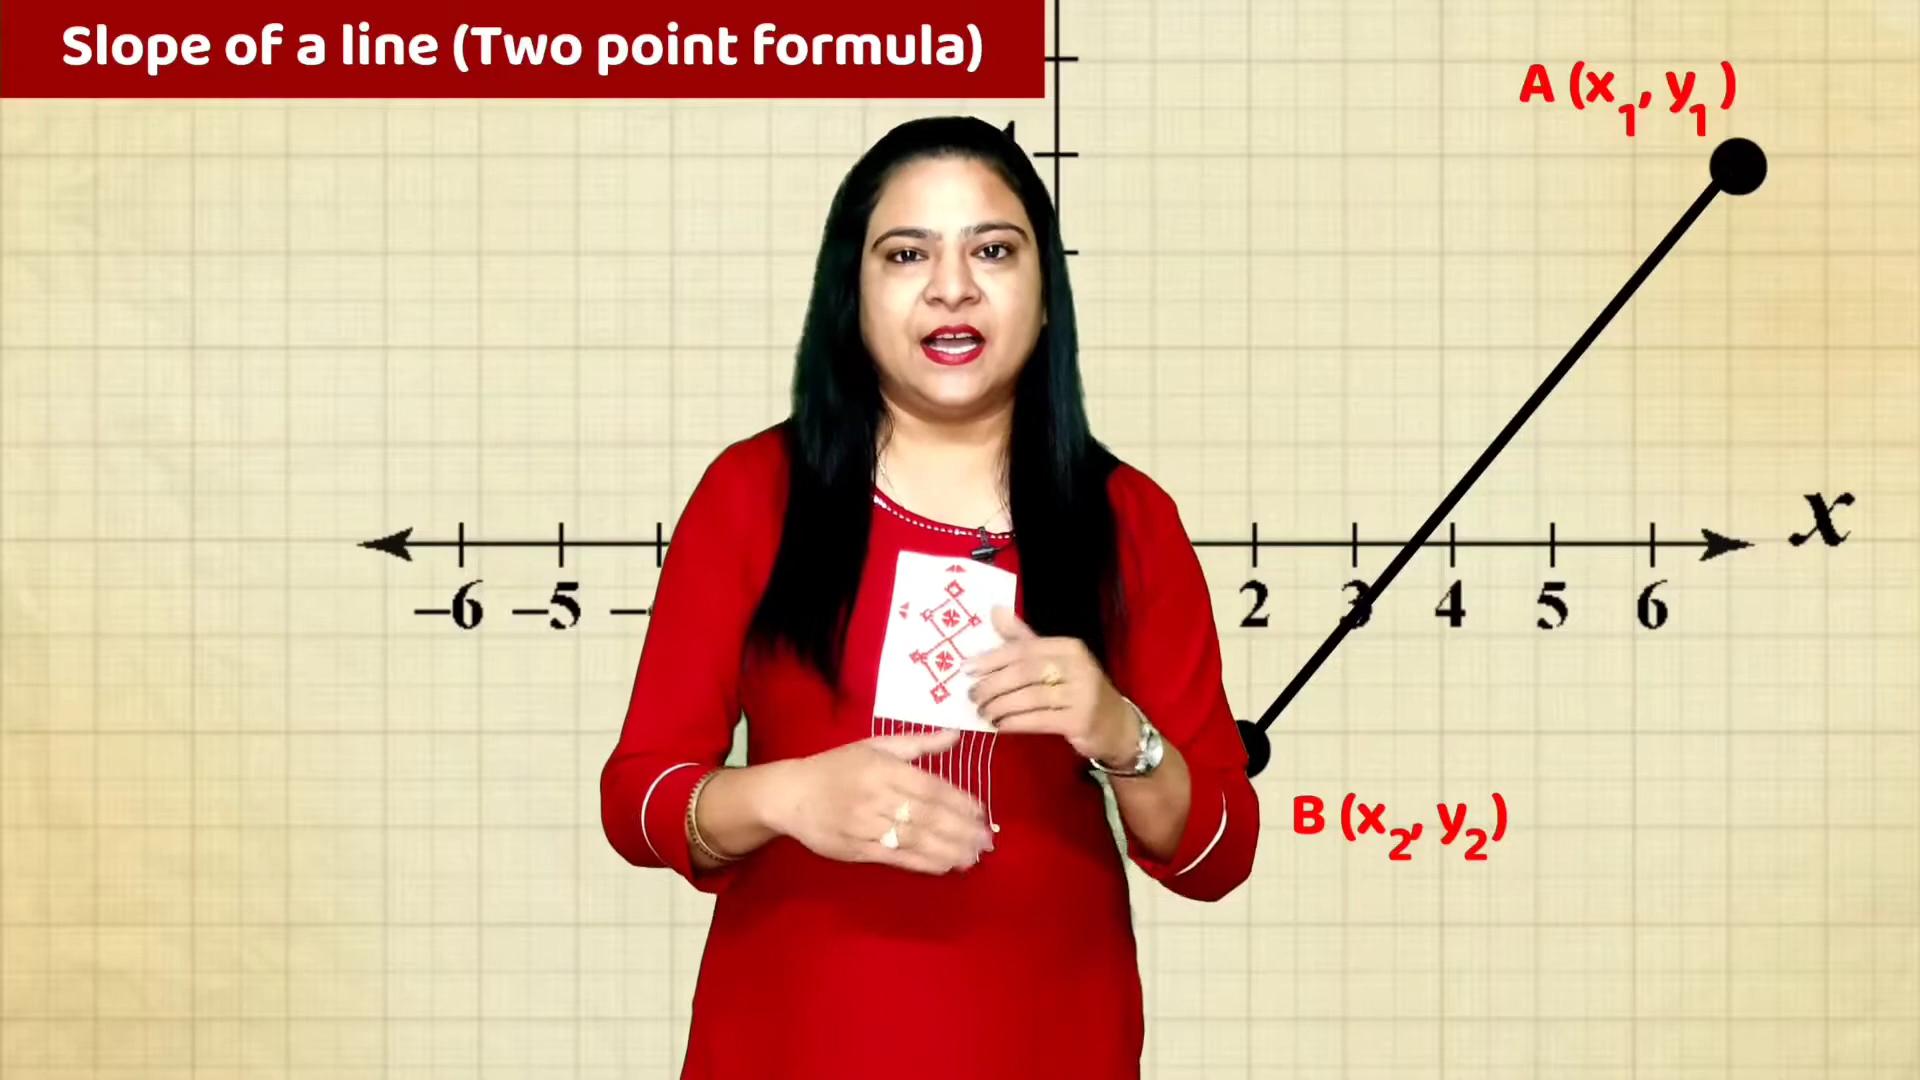 Slope of a line (Two point formula)
A (x1, y1)
x
–6 –5 – 2 3 4 5 6
B (x2, y2)